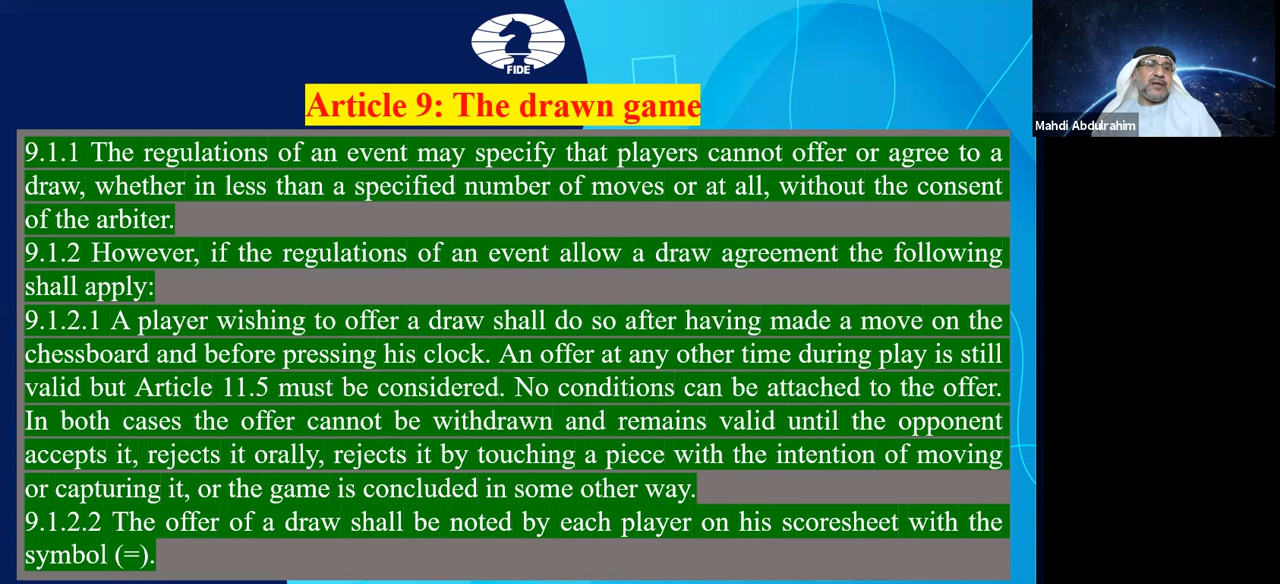 FIDE
Article 9: The drawn game
9.1.1 The regulations of an event may specify that players cannot offer or agree to a
draw, whether in less than a specified number of moves or at all, without the consent
of the arbiter.
9.1.2 However, if the regulations of an event allow a draw agreement the following
shall apply:
9.1.2.1 A player wishing to offer a draw shall do so after having made a move on the
chessboard and before pressing his clock. An offer at any other time during play is still
valid but Article 11.5 must be considered. No conditions can be attached to the offer.
In both cases the offer cannot be withdrawn and remains valid until the opponent
accepts it, rejects it orally, rejects it by touching a piece with the intention of moving
or capturing it, or the game is concluded in some other way.
9.1.2.2 The offer of a draw shall be noted by each player on his scoresheet with the
symbol (=).
Mahdi Abdulrahim